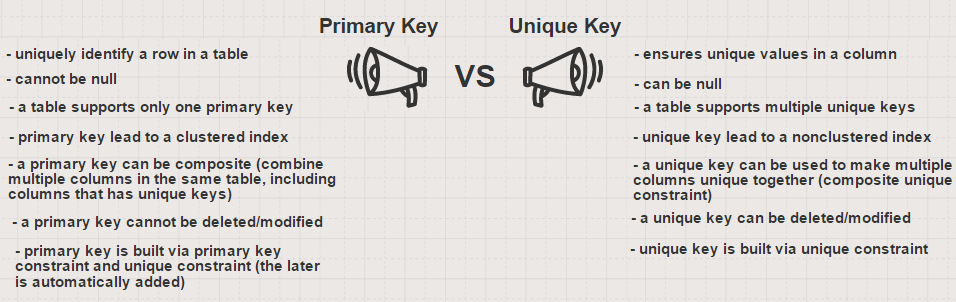 Primary Key
Unique Key
VS
- uniquely identify a row in a table
- cannot be null
- a table supports only one primary key
- primary key lead to a clustered index
- a primary key can be composite (combine
multiple columns in the same table, including
columns that has unique keys)
- a primary key cannot be deleted/modified
- primary key is built via primary key
constraint and unique constraint (the later
is automatically added)
- ensures unique values in a column
- can be null
- a table supports multiple unique keys
- unique key lead to a nonclustered index
- a unique key can be used to make multiple
columns unique together (composite unique
constraint)
- a unique key can be deleted/modified
- unique key is built via unique constraint